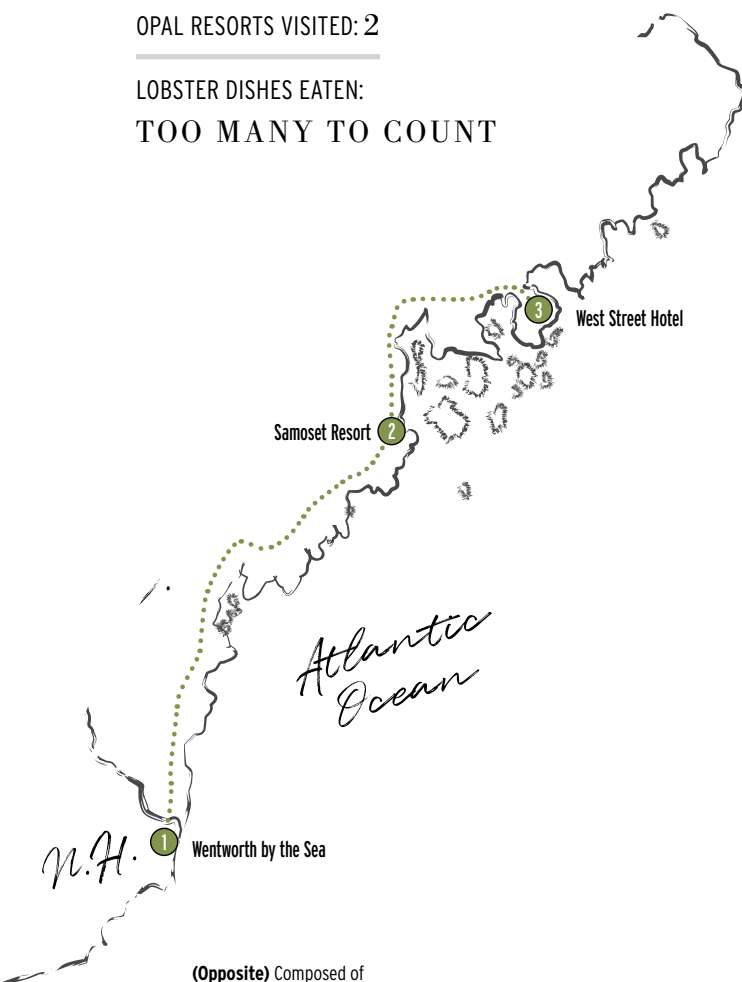 OPAL RESORTS VISITED: 2
LOBSTER DISHES EATEN:
TOO MANY TO COUNT
3
West Street Hotel
Samoset Resort 2
Atlantic
Ocean
N.H.
1
Wentworth by the Sea
(Opposite) Composed of